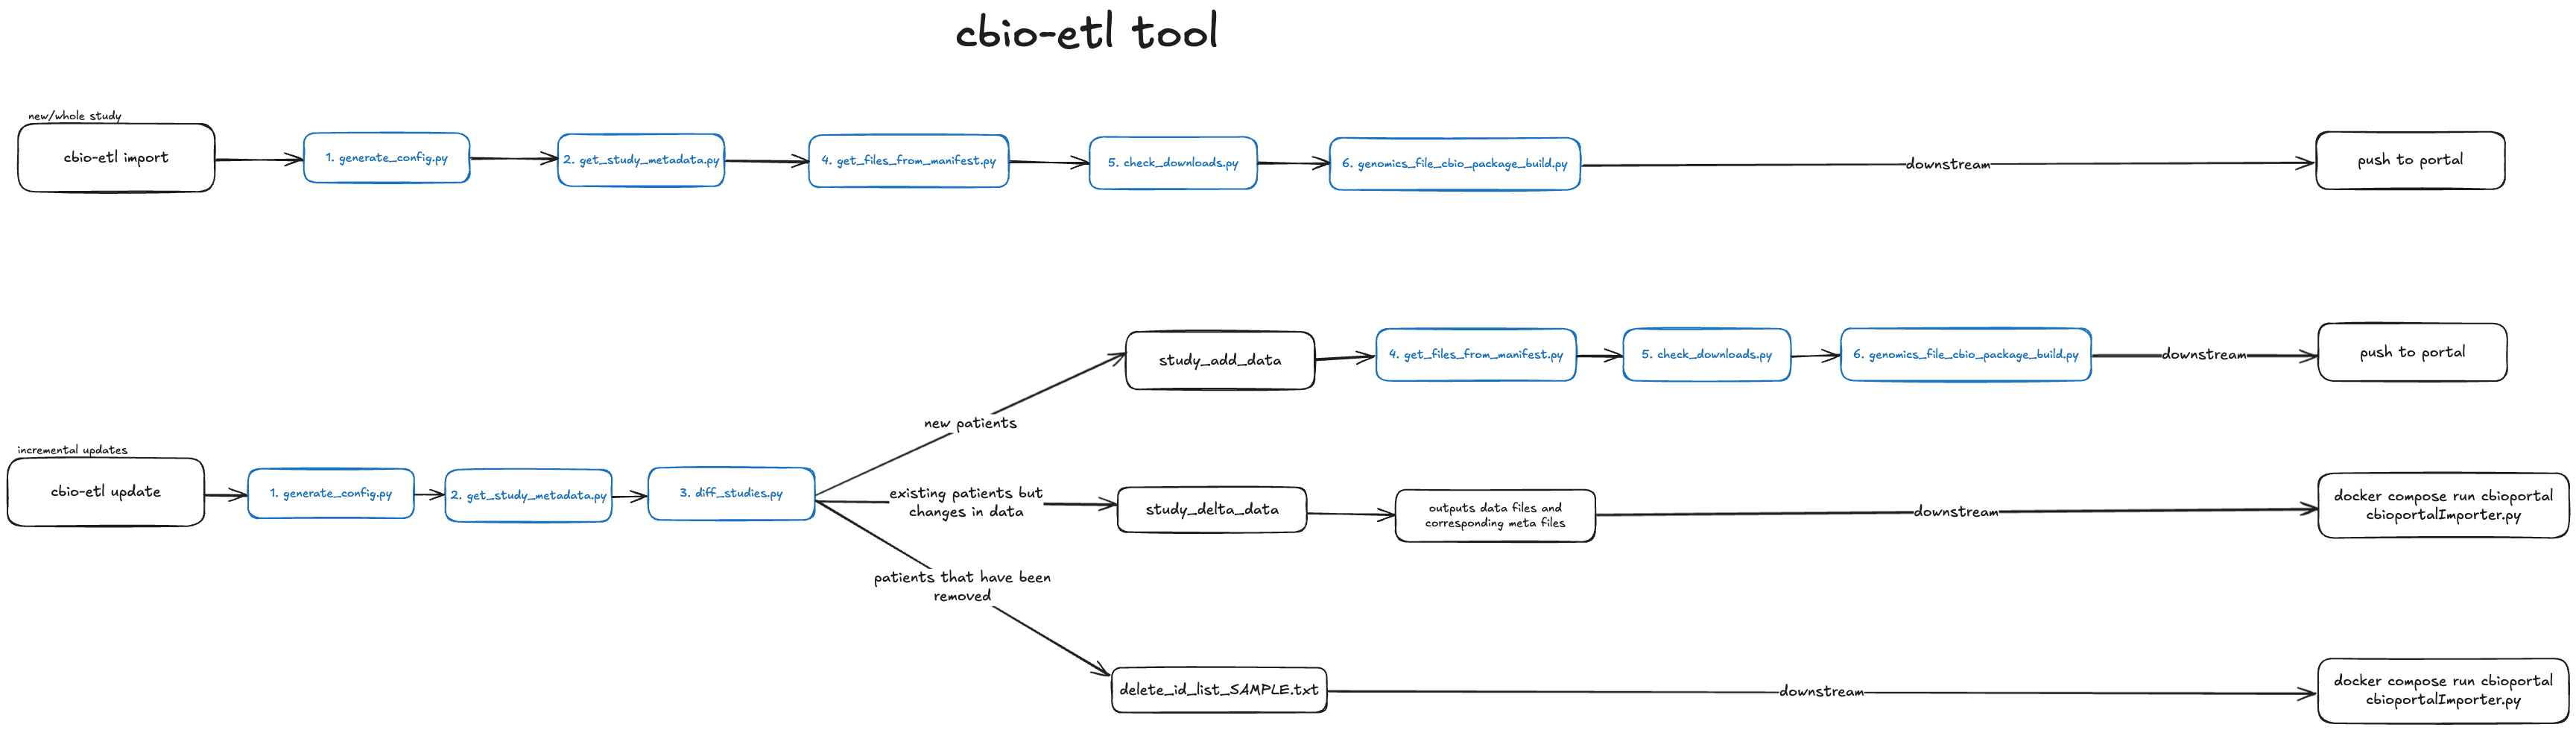 cbio-etl tool
new/whole study
cbio-etl import
1. generate_config.py
2. get_study_metadata.py
4. get_files_from_manifest.py
5. check_downloads.py
6. genomics_file_cbio_package_build.py
downstream
push to portal
incremental updates
cbio-etl update
1. generate_config.py
2. get_study_metadata.py
3. diff_studies.py
new patients
study_add_data
4. get_files_from_manifest.py
5. check_downloads.py
6. genomics_file_cbio_package_build.py
downstream
push to portal
existing patients but
changes in data
study_delta_data
outputs data files and
corresponding meta files
downstream
docker compose run cbioportal
cbioportalImporter.py
patients that have been
removed
delete_id_list_SAMPLE.txt
downstream
docker compose run cbioportal
cbioportalImporter.py